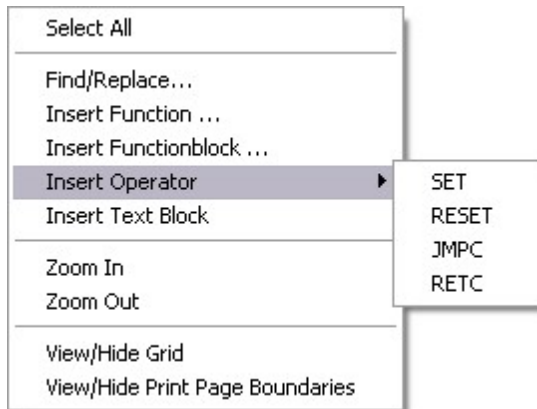 Select All
Find/Replace...
Insert Function ...
Insert Functionblock ...
Insert Operator
Insert Text Block
Zoom In
Zoom Out
View/Hide Grid
View/Hide Print Page Boundaries
SET
RESET
JMPC
RETC